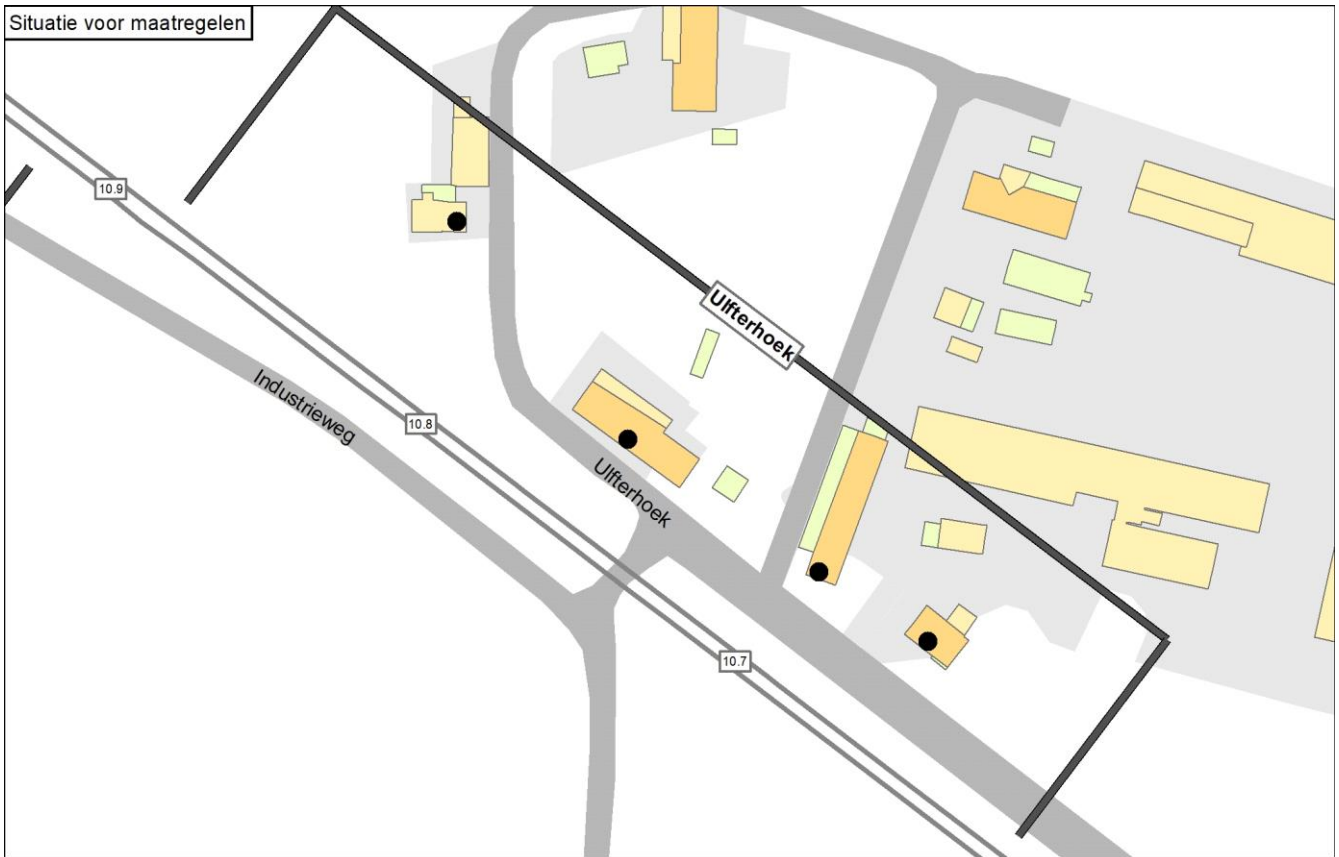 Situatie voor maatregelen
10.9
Ulfterhoek
Industrieweg
10.8
Ulfterhoek
10.7